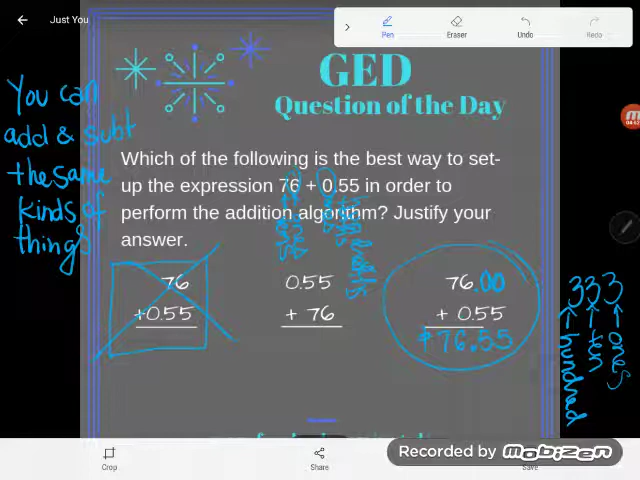 Just You
Pen
Eraser
Undo
Redo
04:52
GED
Question of the Day
You can
add & subt
the same
kinds of
things
Which of the following is the best way to set-
up the expression 76 + 0.55 in order to
perform the addition algorithm? Justify your
answer.
76
+0.55
0.55
+ 76
76.00
+ 0.55
76.55
333
ones
ten
hundred
Crop
Share
Save
Recorded by
mobizen